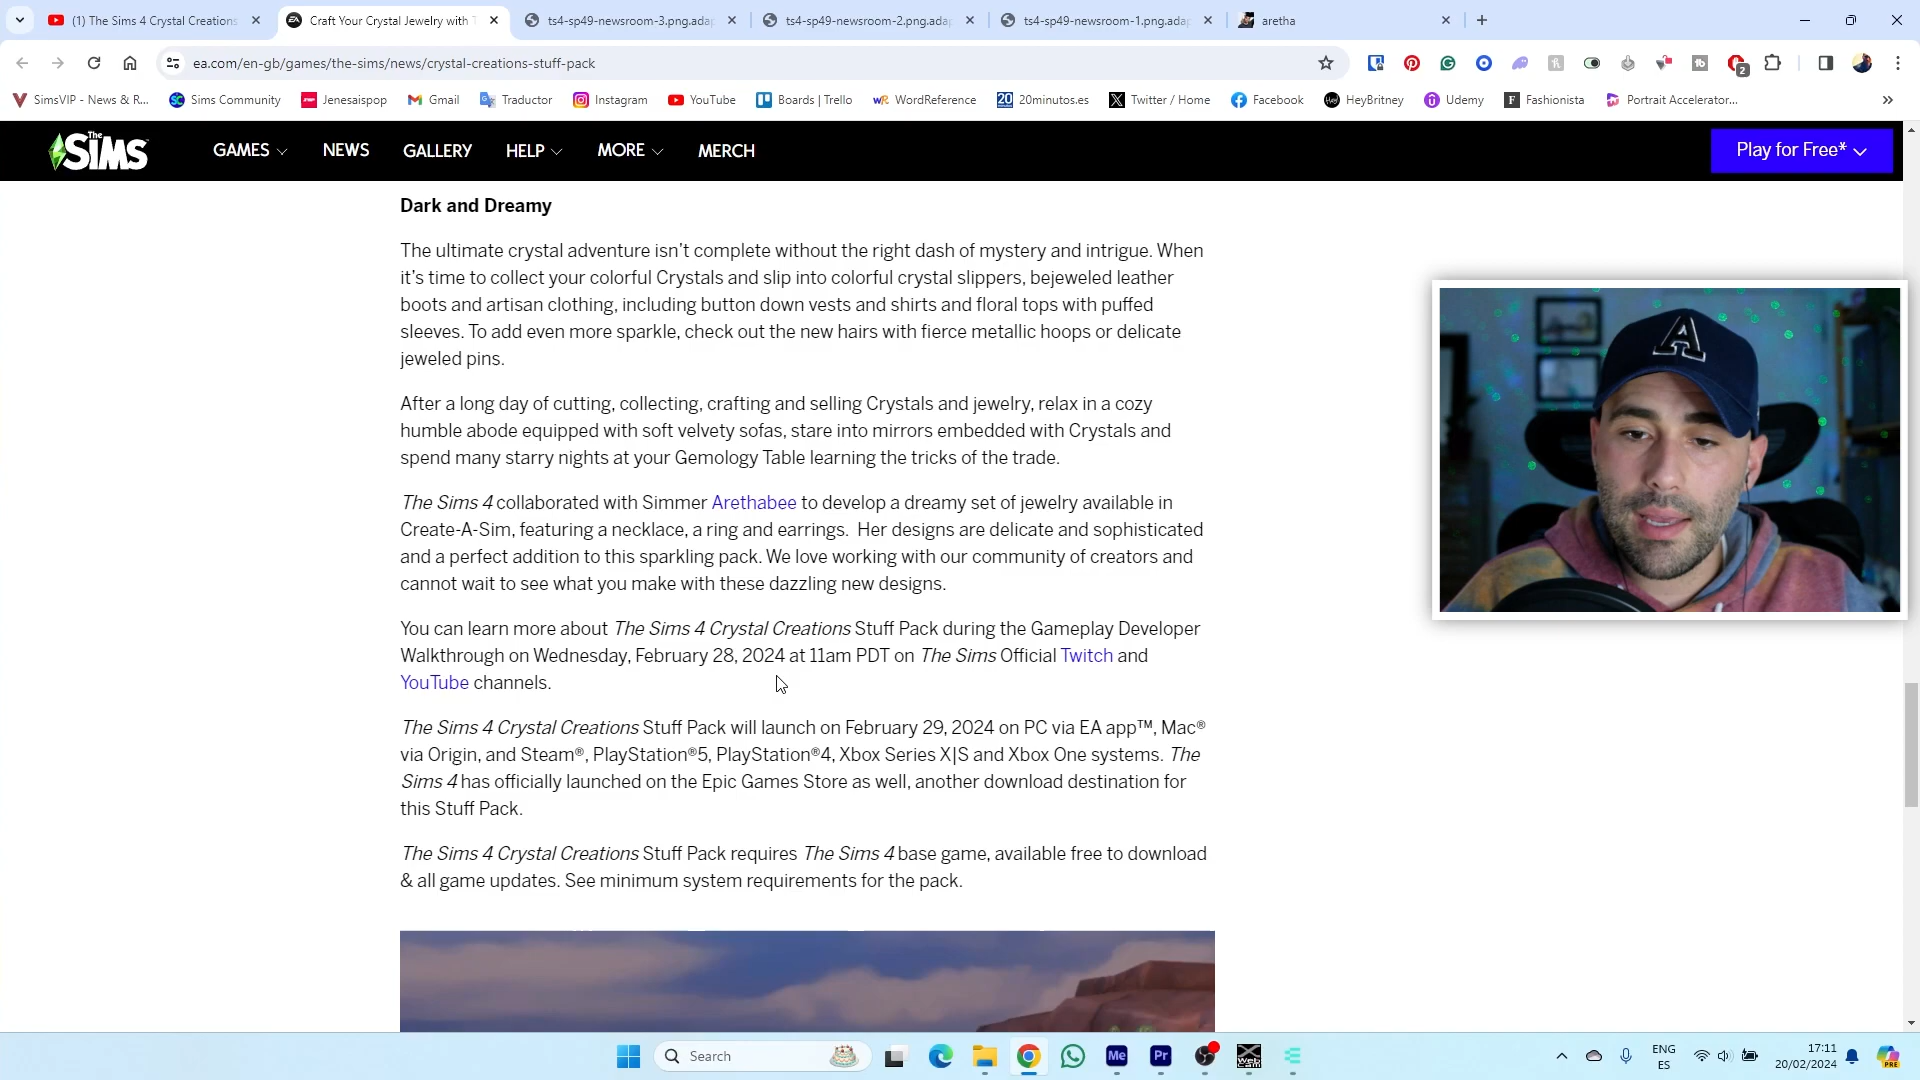 (1) The Sims 4 Crystal Creations
Craft Your Crystal Jewelry with T
ts4-sp49-newsroom-3.png.adap
ts4-sp49-newsroom-2.png.adap
ts4-sp49-newsroom-1.png.adap
aretha
ea.com/en-gb/games/the-sims/news/crystal-creations-stuff-pack
2
SimsVIP - News & R...
Sims Community
Jenesaispop
Gmail
Traductor
Instagram
YouTube
Boards | Trello
WordReference
20minutos.es
Twitter / Home
Facebook
HeyBritney
Udemy
Fashionista
Portrait Accelerator...
The SIMS
GAMES
NEWS
GALLERY
HELP
MORE
MERCH
Play for Free*
Dark and Dreamy
The ultimate crystal adventure isn't complete without the right dash of mystery and intrigue. When
it's time to collect your colorful Crystals and slip into colorful crystal slippers, bejeweled leather
boots and artisan clothing, including button down vests and shirts and floral tops with puffed
sleeves. To add even more sparkle, check out the new hairs with fierce metallic hoops or delicate
jeweled pins.
After a long day of cutting, collecting, crafting and selling Crystals and jewelry, relax in a cozy
humble abode equipped with soft velvety sofas, stare into mirrors embedded with Crystals and
spend many starry nights at your Gemology Table learning the tricks of the trade.
The Sims 4 collaborated with Simmer Arethabee to develop a dreamy set of jewelry available in
Create-A-Sim, featuring a necklace, a ring and earrings. Her designs are delicate and sophisticated
and a perfect addition to this sparkling pack. We love working with our community of creators and
cannot wait to see what you make with these dazzling new designs.
You can learn more about The Sims 4 Crystal Creations Stuff Pack during the Gameplay Developer
Walkthrough on Wednesday, February 28, 2024 at 11am PDT on The Sims Official Twitch and
YouTube channels.
The Sims 4 Crystal Creations Stuff Pack will launch on February 29, 2024 on PC via EA app™, Mac®
via Origin, and Steam®, PlayStation®5, PlayStation®4, Xbox Series X|S and Xbox One systems. The
Sims 4 has officially launched on the Epic Games Store as well, another download destination for
this Stuff Pack.
The Sims 4 Crystal Creations Stuff Pack requires The Sims 4 base game, available free to download
& all game updates. See minimum system requirements for the pack.
A
Search
Me
Pr
ENG
ES
17:11
20/02/2024